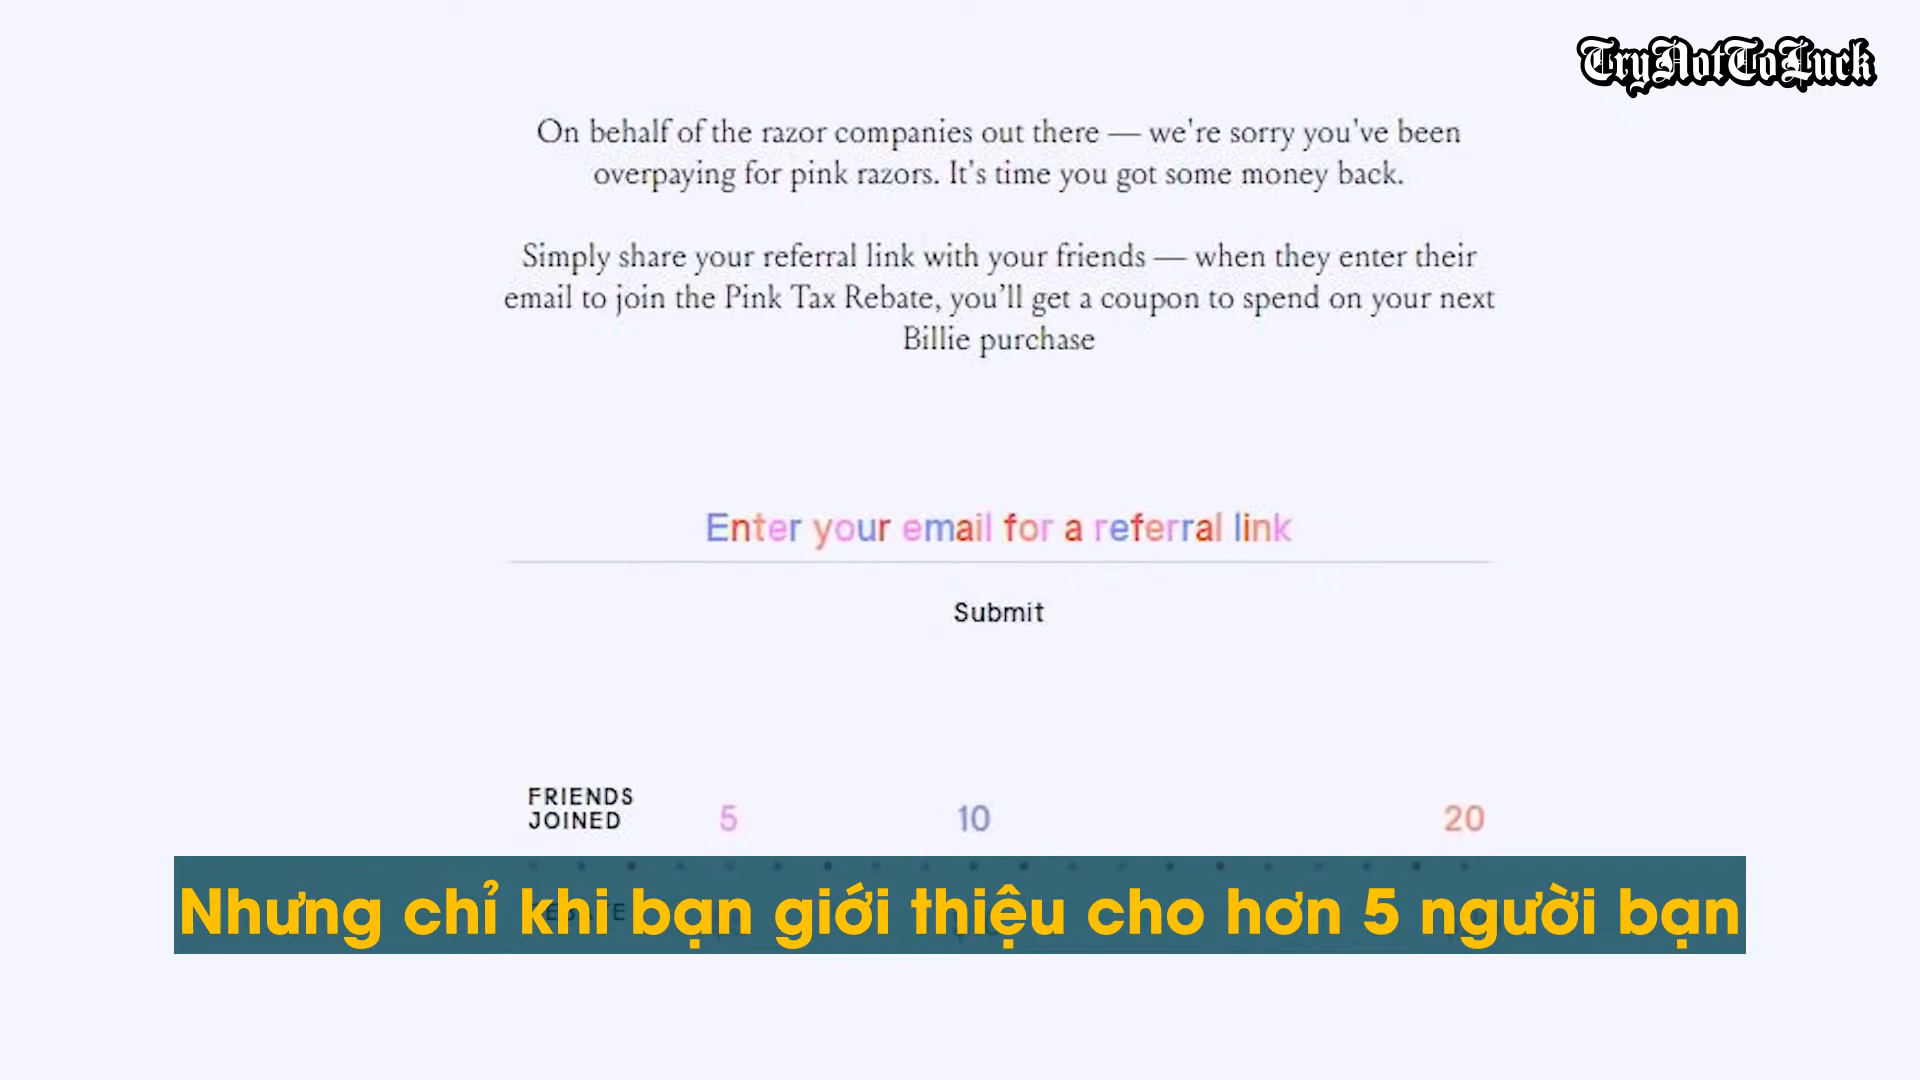 TryNotToLuck
On behalf of the razor companies out there — we're sorry you've been
overpaying for pink razors. It's time you got some money back.
Simply share your referral link with your friends — when they enter their
email to join the Pink Tax Rebate, you'll get a coupon to spend on your next
Billie purchase
Enter your email for a referral link
Submit
FRIENDS
JOINED
5
10
20
Nhưng chỉ khi bạn giới thiệu cho hơn 5 người bạn